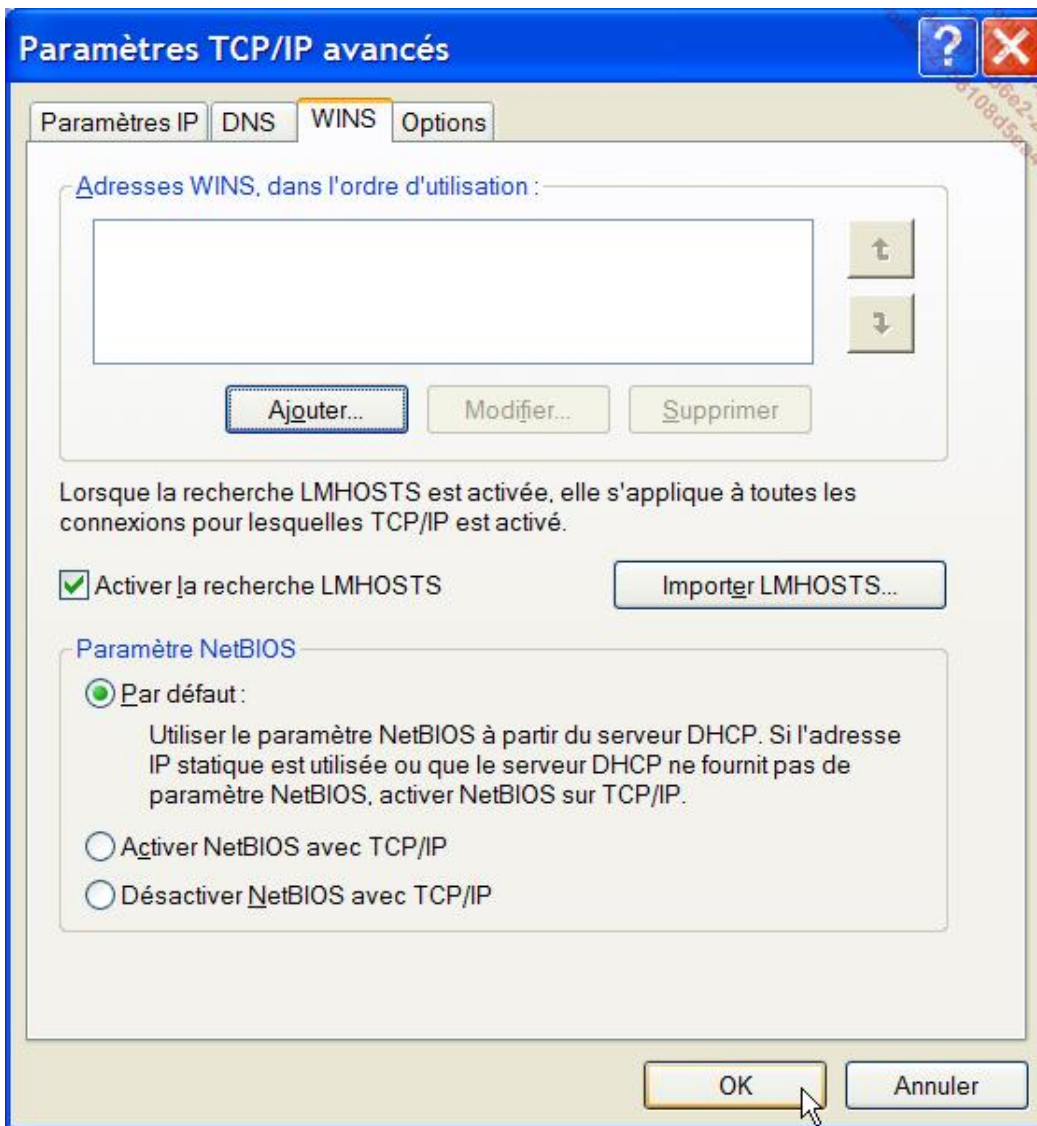 Paramètres TCP/IP avancés
Paramètres IP
DNS
WINS
Options
Adresses WINS, dans l'ordre d'utilisation :
Ajouter...
Modifier...
Supprimer
Lorsque la recherche LMHOSTS est activée, elle s'applique à toutes les
connexions pour lesquelles TCP/IP est activé.
Activer la recherche LMHOSTS
Importer LMHOSTS...
Paramètre NetBIOS
Par défaut :
Utiliser le paramètre NetBIOS à partir du serveur DHCP. Si l'adresse
IP statique est utilisée ou que le serveur DHCP ne fournit pas de
paramètre NetBIOS, activer NetBIOS sur TCP/IP.
Activer NetBIOS avec TCP/IP
Désactiver NetBIOS avec TCP/IP
OK
Annuler